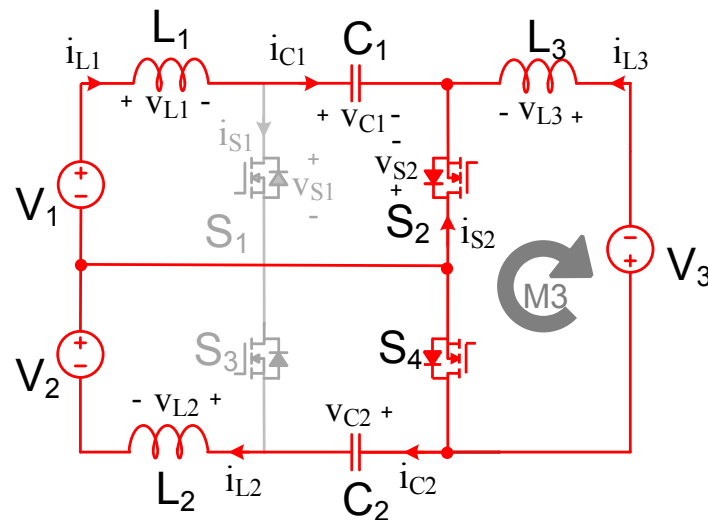 L1 C1 L3
iL1 iC1 iL3
+ vL1 - + vC1 - - vL3 +
iS1 -
+ vS1 - vS2 +
V1 S1 S2 iS2
+ - - +
M3 V3
V2 S3 S4
+ -
- vL2 + vC2 +
iL2 iC2
L2 C2